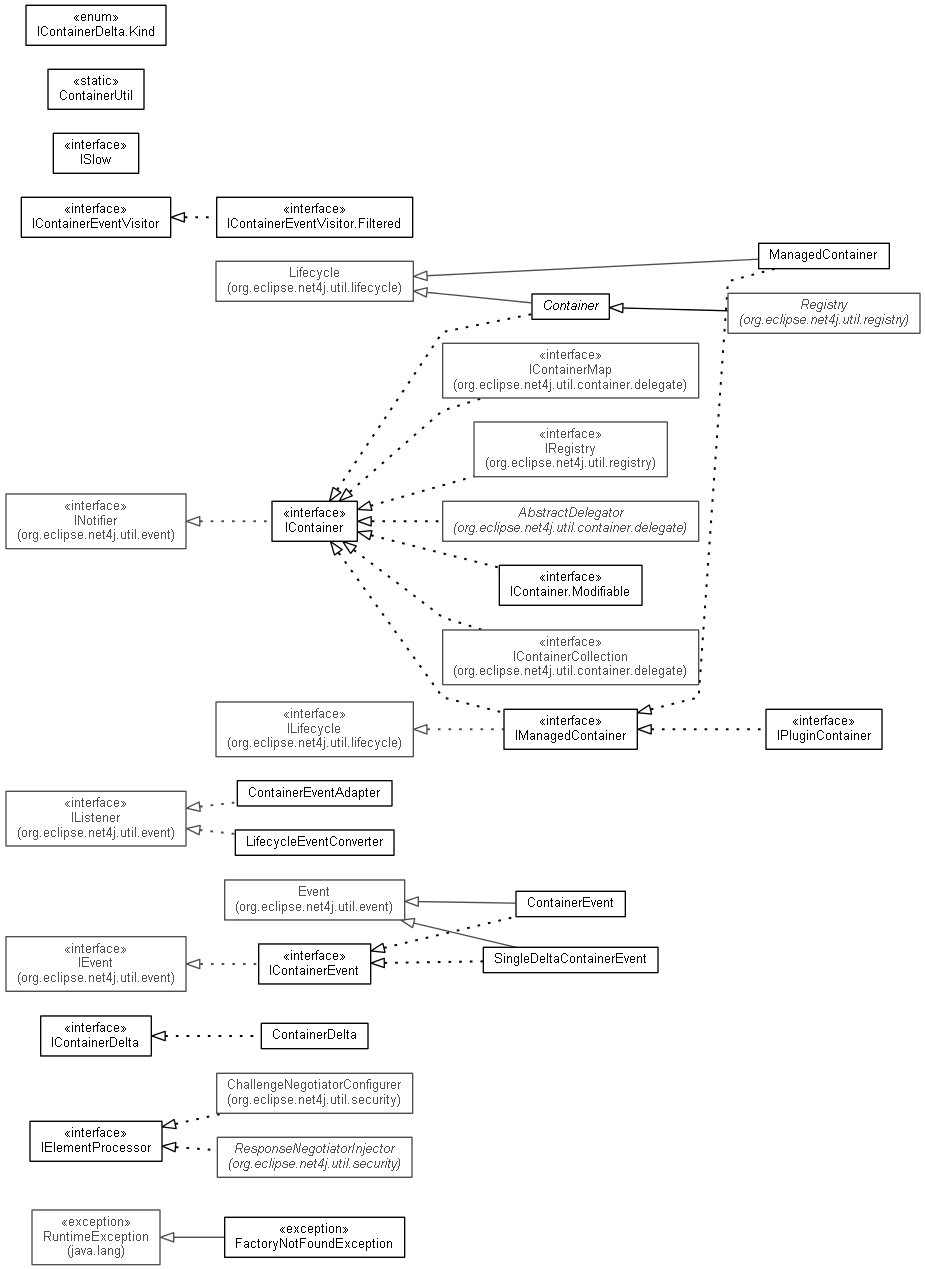 «enum»
IContainerDelta.Kind
«static»
ContainerUtil
«interface»
ISlow
«interface»
IContainerEventVisitor
«interface»
IContainerEventVisitor.Filtered
Lifecycle
(org.eclipse.net4j.util.lifecycle)
ManagedContainer
Container
Registry
(org.eclipse.net4j.util.registry)
«interface»
IContainerMap
(org.eclipse.net4j.util.container.delegate)
«interface»
IRegistry
(org.eclipse.net4j.util.registry)
«interface»
INotifier
(org.eclipse.net4j.util.event)
«interface»
IContainer
AbstractDelegator
(org.eclipse.net4j.util.container.delegate)
«interface»
IContainer.Modifiable
«interface»
IContainerCollection
(org.eclipse.net4j.util.container.delegate)
«interface»
ILifecycle
(org.eclipse.net4j.util.lifecycle)
«interface»
IManagedContainer
«interface»
IPluginContainer
«interface»
IListener
(org.eclipse.net4j.util.event)
ContainerEventAdapter
LifecycleEventConverter
Event
(org.eclipse.net4j.util.event)
ContainerEvent
«interface»
IEvent
(org.eclipse.net4j.util.event)
«interface»
IContainerEvent
SingleDeltaContainerEvent
«interface»
IContainerDelta
ContainerDelta
ChallengeNegotiatorConfigurer
(org.eclipse.net4j.util.security)
«interface»
IElementProcessor
ResponseNegotiatorInjector
(org.eclipse.net4j.util.security)
«exception»
RuntimeException
(java.lang)
«exception»
FactoryNotFoundException